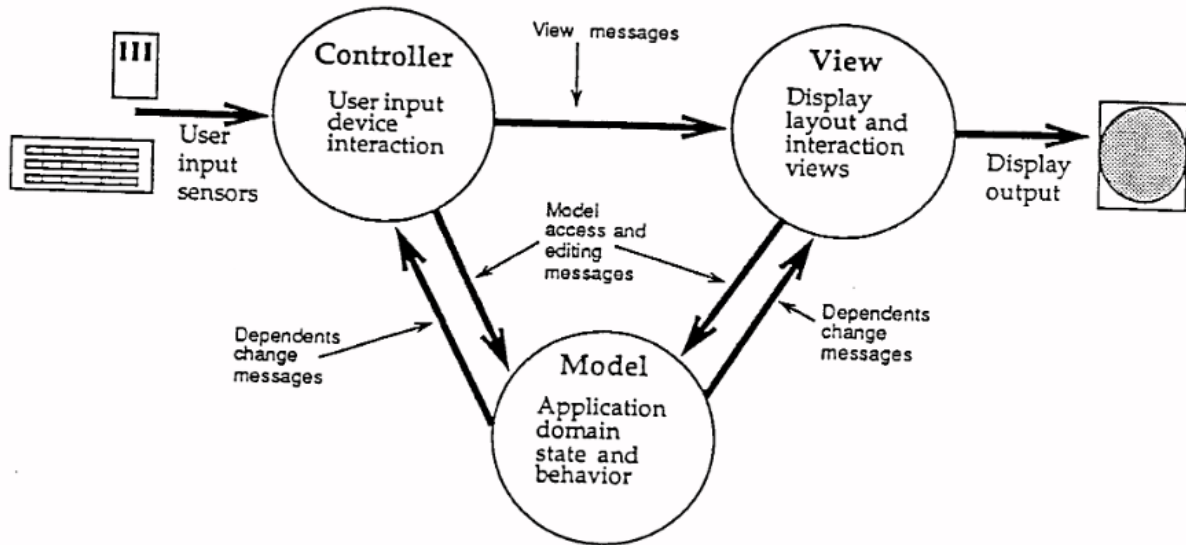 View messages
Controller
User input
device
interaction
View
Display
layout and
interaction
views
User
input
sensors
Display
output
Model
access and
editing
messages
Dependents
change
messages
Dependents
change
messages
Model
Application
domain
state and
behavior